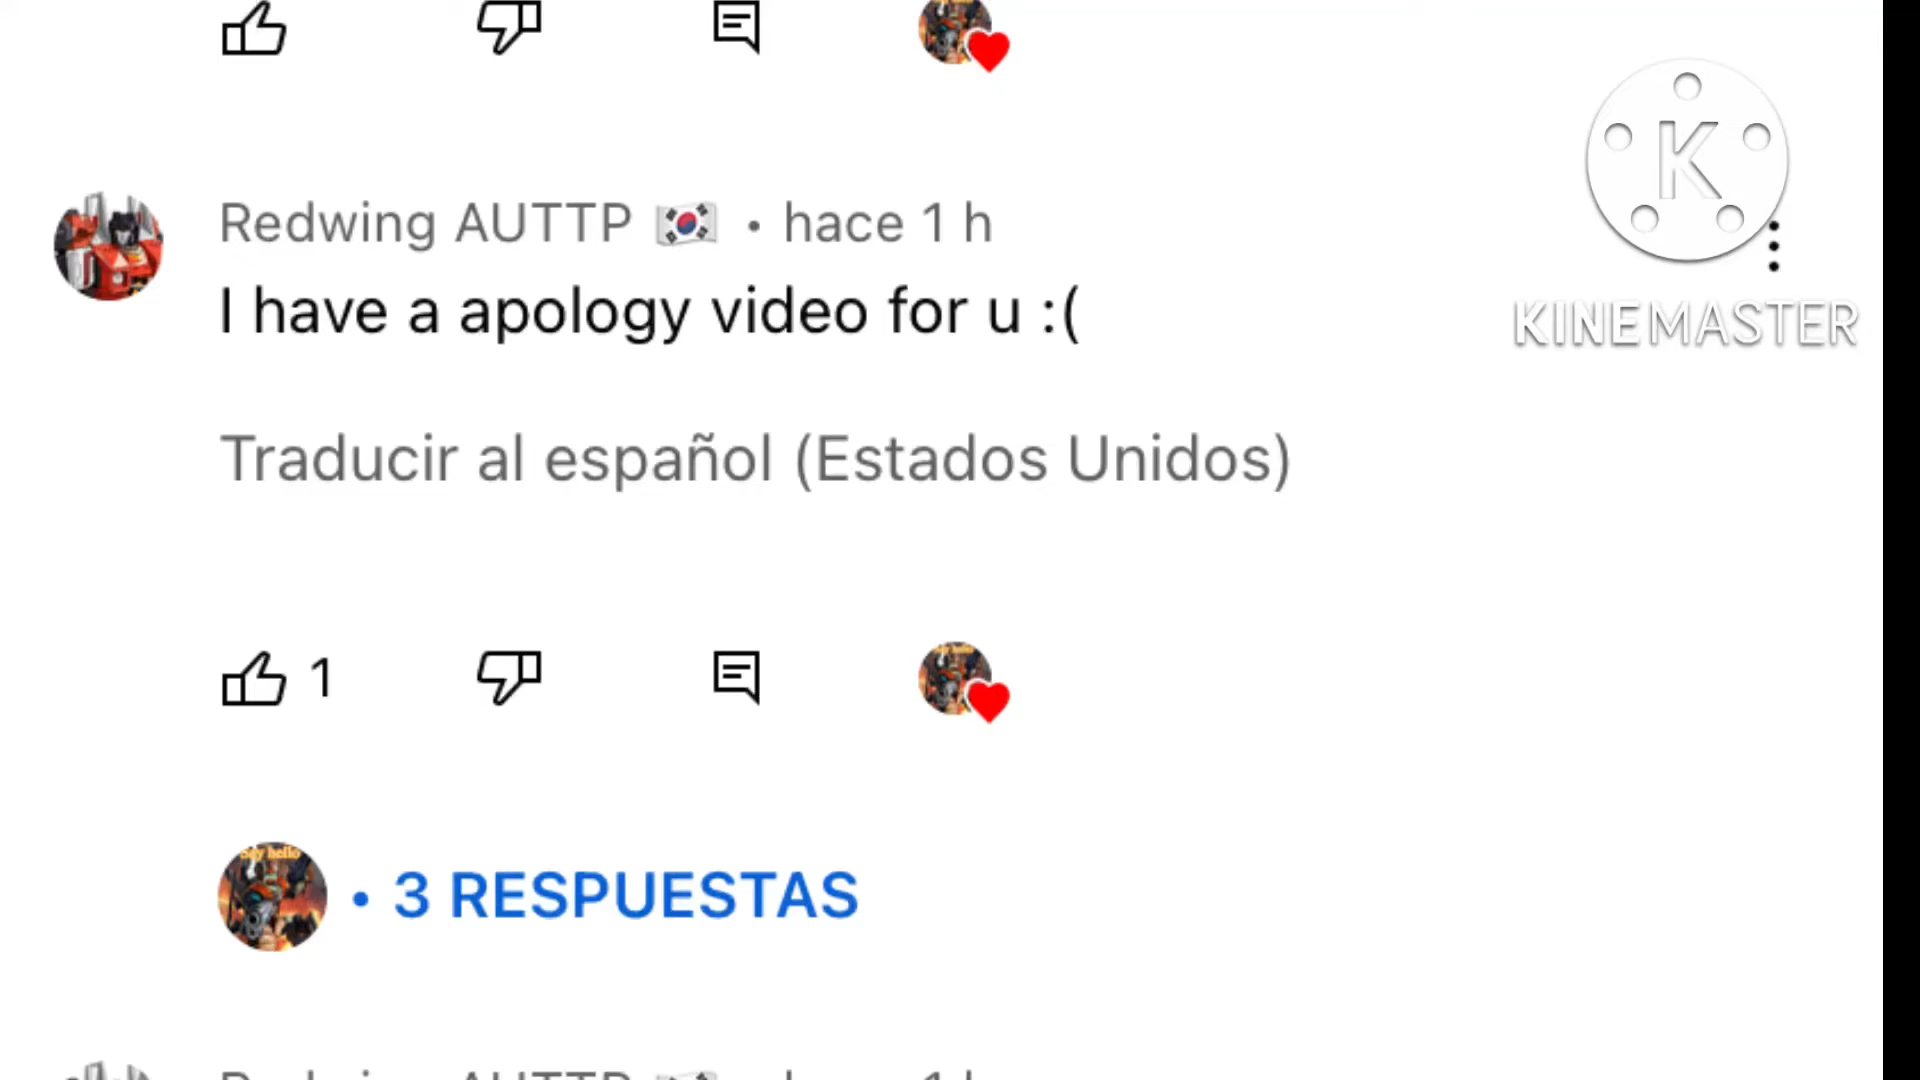 Redwing AUTTP 🇰🇷 • hace 1 h
I have a apology video for u :(
Traducir al español (Estados Unidos)
1
• 3 RESPUESTAS
K
KINEMASTER